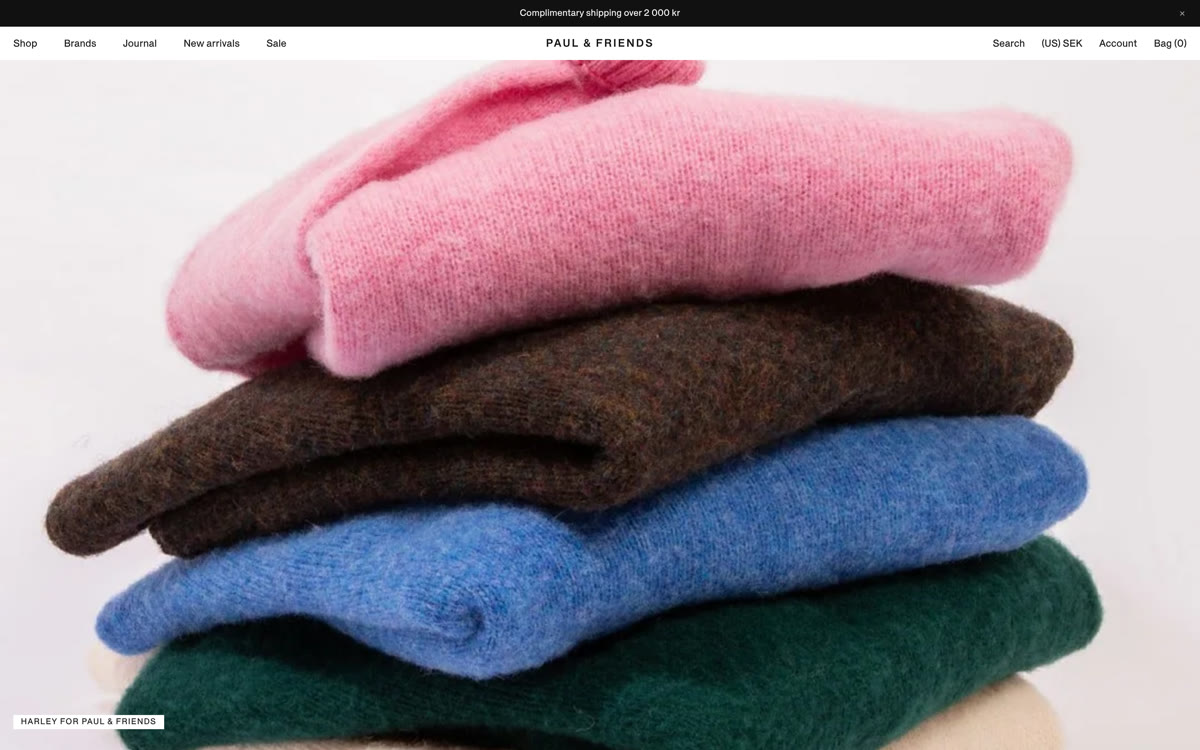 Complimentary shipping over 2 000 kr
×
Shop
Brands
Journal
New arrivals
Sale
PAUL & FRIENDS
Search
(US) SEK
Account
Bag (0)
HARLEY FOR PAUL & FRIENDS